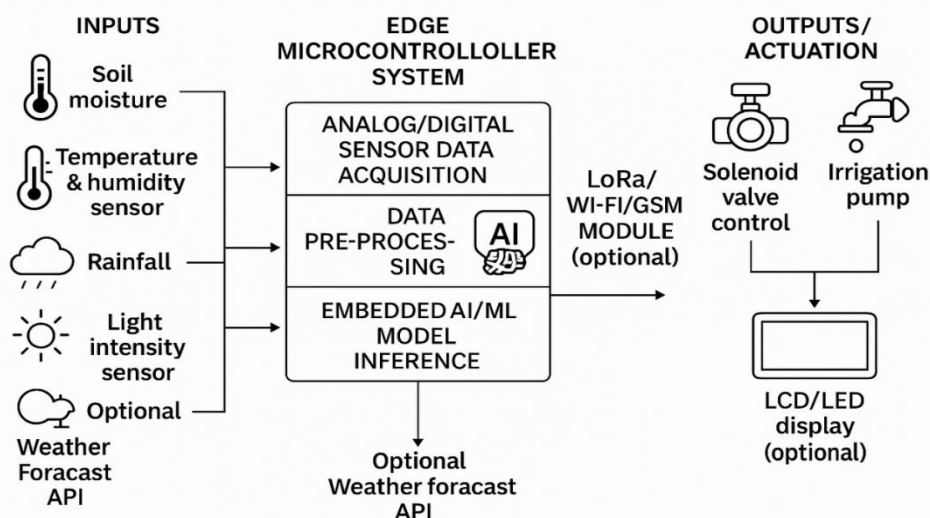 INPUTS
Soil
moisture
Temperature
& humidity
sensor
Rainfall
Light
intensity
sensor
Optional
Weather
Foracast
API
EDGE
MICROCONTROLLOLLER
SYSTEM
ANALOG/DIGITAL
SENSOR DATA
ACQUISITION
DATA
PRE-PROCES-
SING
AI
EMBEDDED AI/ML
MODEL
INFERENCE
Optional
Weather foracast
API
LoRa/
WI-FI/GSM
MODULE
(optional)
OUTPUTS/
ACTUATION
Solenoid
valve
control
Irrigation
pump
LCD/LED
display
(optional)